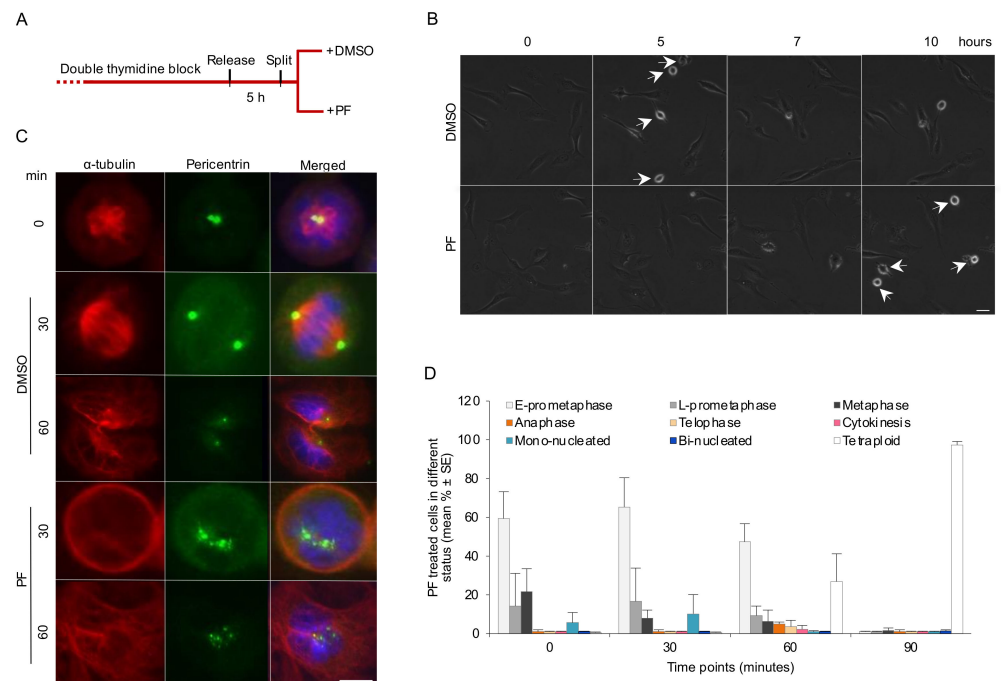 A
Double thymidine block
Release
Split
5 h
+DMSO
+PF
B
0 5 7 10 hours
DMSO
PF
C
α-tubulin Pericentrin Merged
min
0
DMSO
30
60
PF
30
60
D
PF treated cells in different
status (mean % ± SE)
120
100
80
60
40
20
0
E-prometaphase L-prometaphase Metaphase
Anaphase Telophase Cytokinesis
Mono-nucleated Bi-nucleated Tetraploid
0 30 60 90
Time points (minutes)